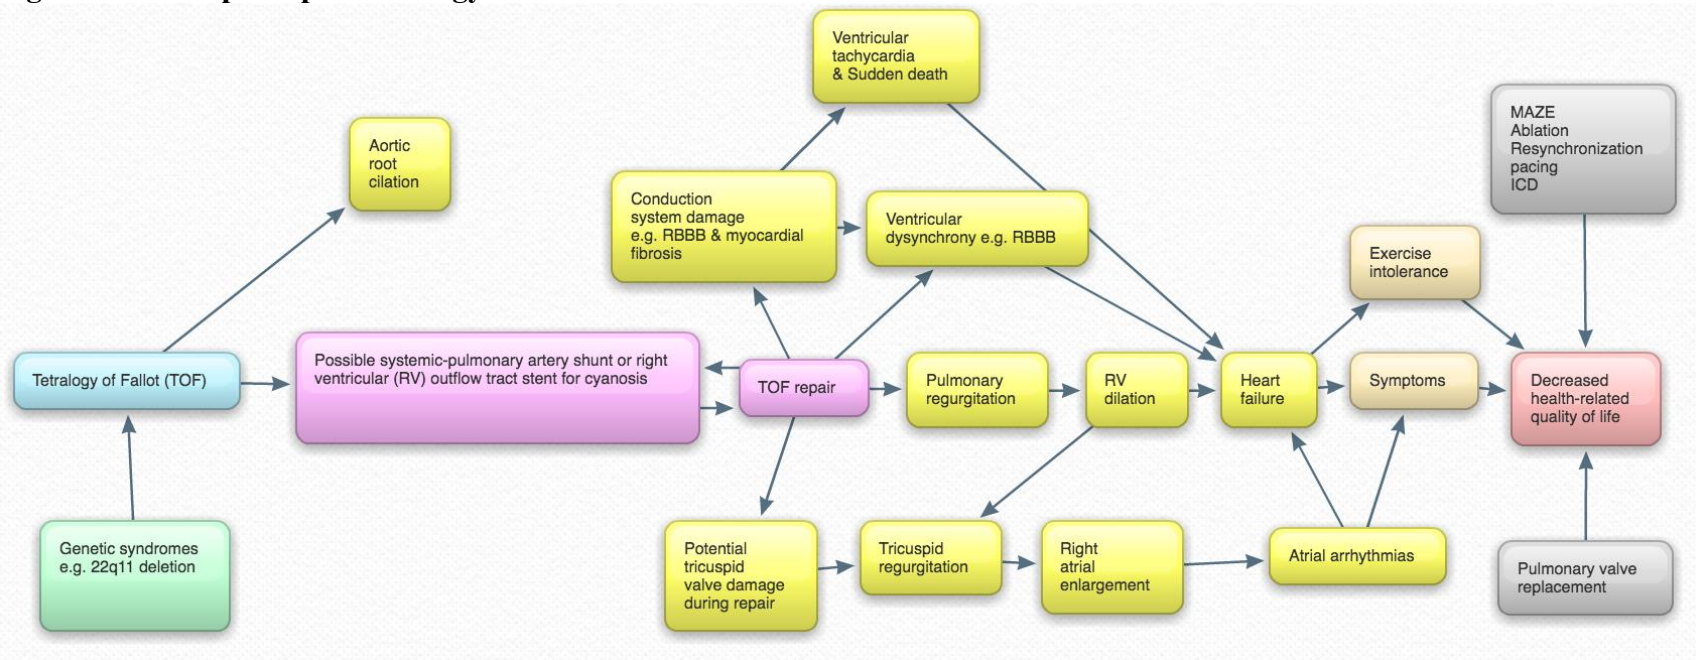 Ventricular
tachycardia
& Sudden death
MAZE
Ablation
Resynchronization
pacing
ICD
Aortic
root
cilation
Conduction
system damage
e.g. RBBB & myocardial
fibrosis
Ventricular
dysynchrony e.g. RBBB
Exercise
intolerance
Tetralogy of Fallot (TOF)
Possible systemic-pulmonary artery shunt or right
ventricular (RV) outflow tract stent for cyanosis
TOF repair
Pulmonary
regurgitation
RV
dilation
Heart
failure
Symptoms
Decreased
health-related
quality of life
Genetic syndromes
e.g. 22q11 deletion
Potential
tricuspid
valve damage
during repair
Tricuspid
regurgitation
Right
atrial
enlargement
Atrial arrhythmias
Pulmonary valve
replacement